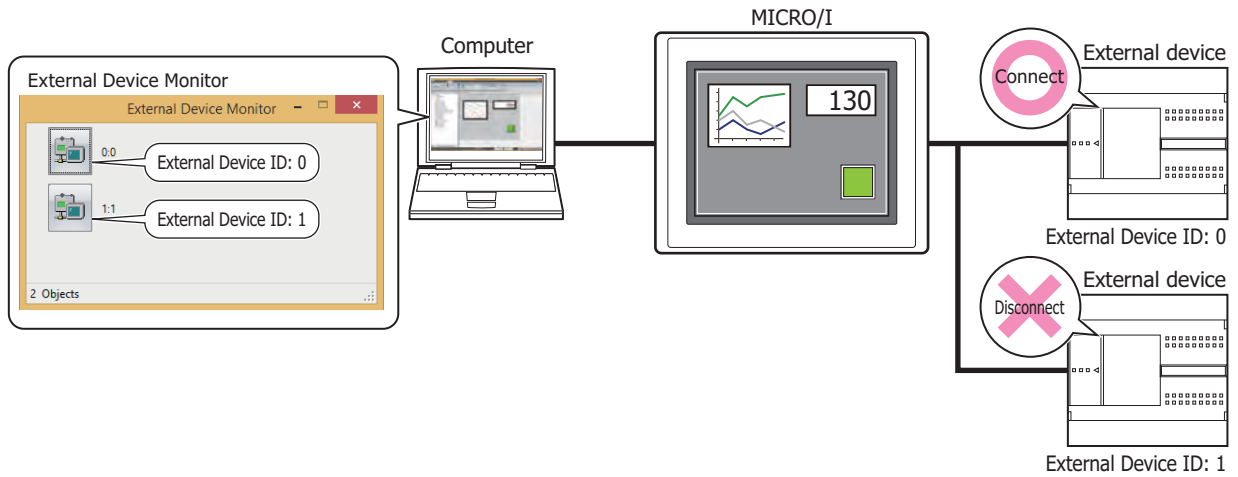 MICRO/I
Computer
External device
Connect
External Device Monitor
External Device Monitor
0:0
External Device ID: 0
1:1
External Device ID: 1
2 Objects
130
External Device ID: 0
External device
Disconnect
External Device ID: 1